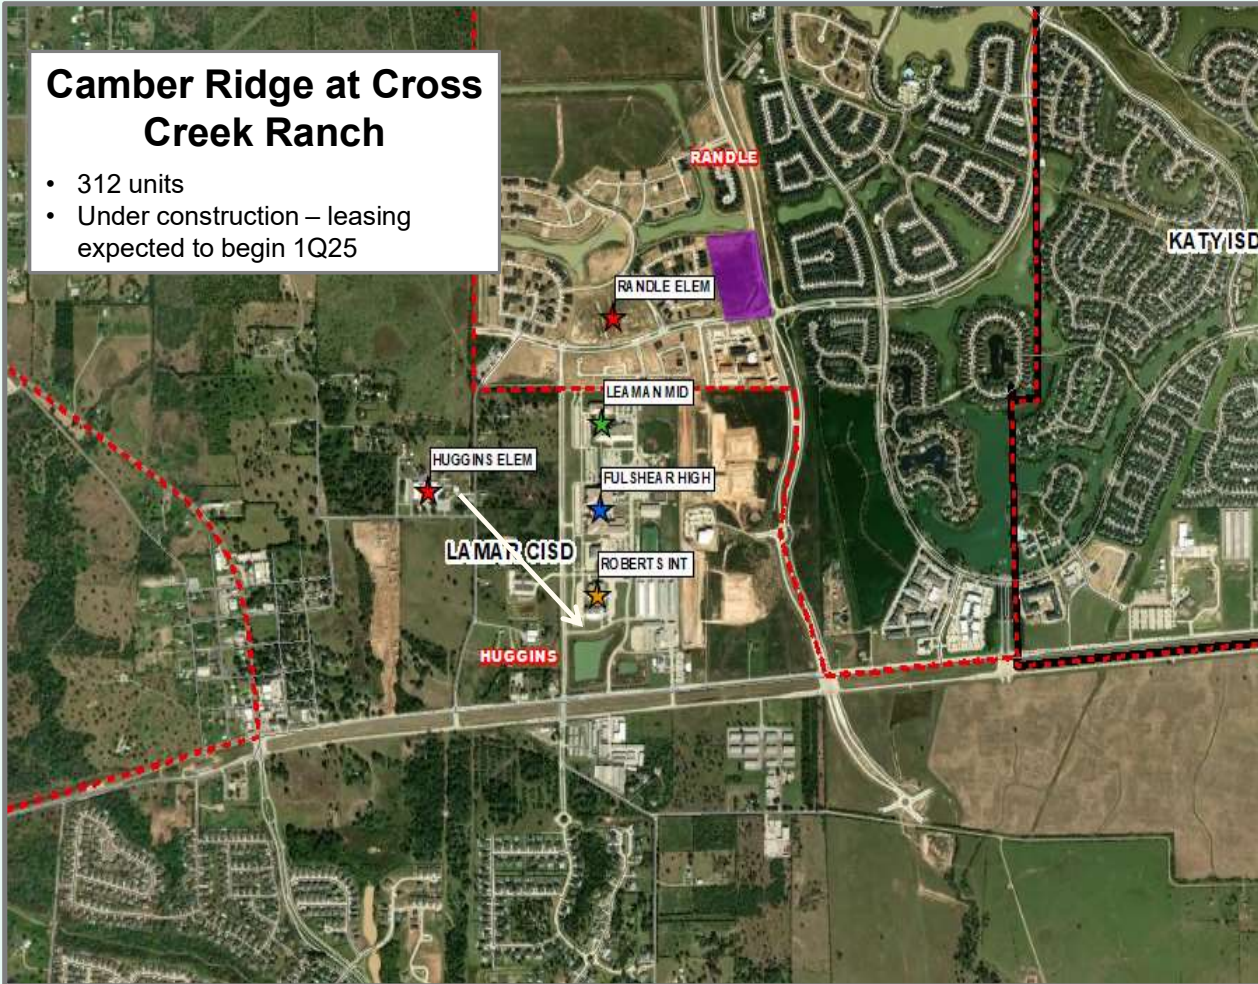 Camber Ridge at Cross
Creek Ranch
• 312 units
• Under construction – leasing
expected to begin 1Q25
RANDLE
KATY ISD
RANDLE ELEM
LEAMAN MID
HUGGINS ELEM
FULSHEAR HIGH
LAMAR CISD
ROBERTS INT
HUGGINS